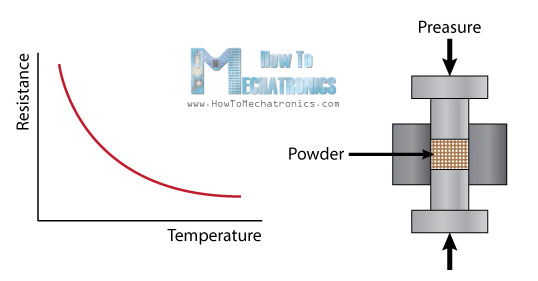 Preasure
How To
MECHATRONICS
www.HowToMechatronics.com
Resistance
Powder
Temperature